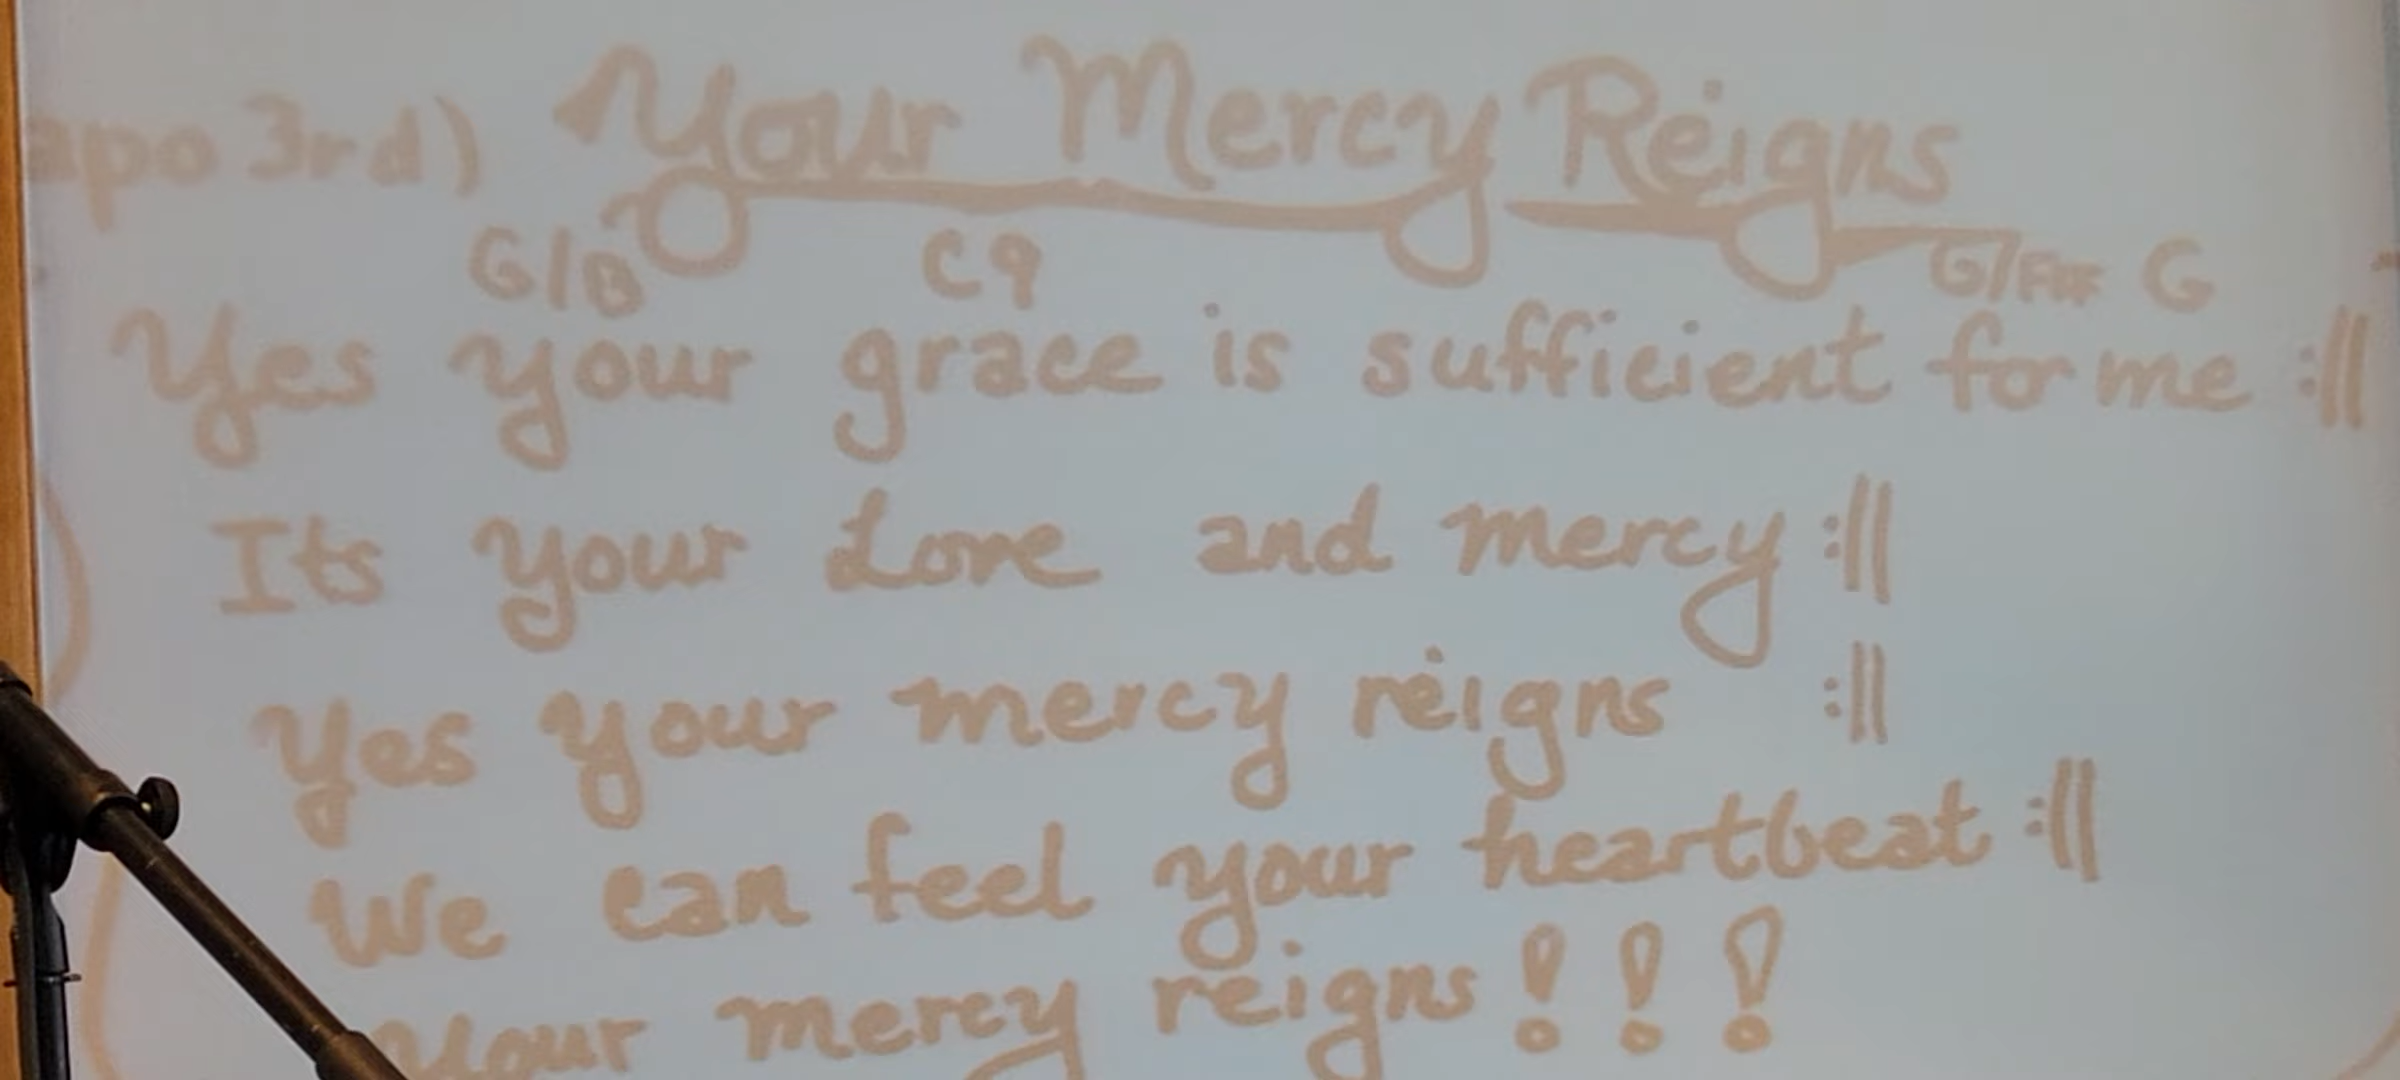 apo 3rd) Your Mercy Reigns
G/B C9 G/F# G
Yes your grace is sufficient for me :||
Its your Love and mercy :||
Yes your mercy reigns :||
We can feel your heartbeat :||
Your mercy reigns!!!